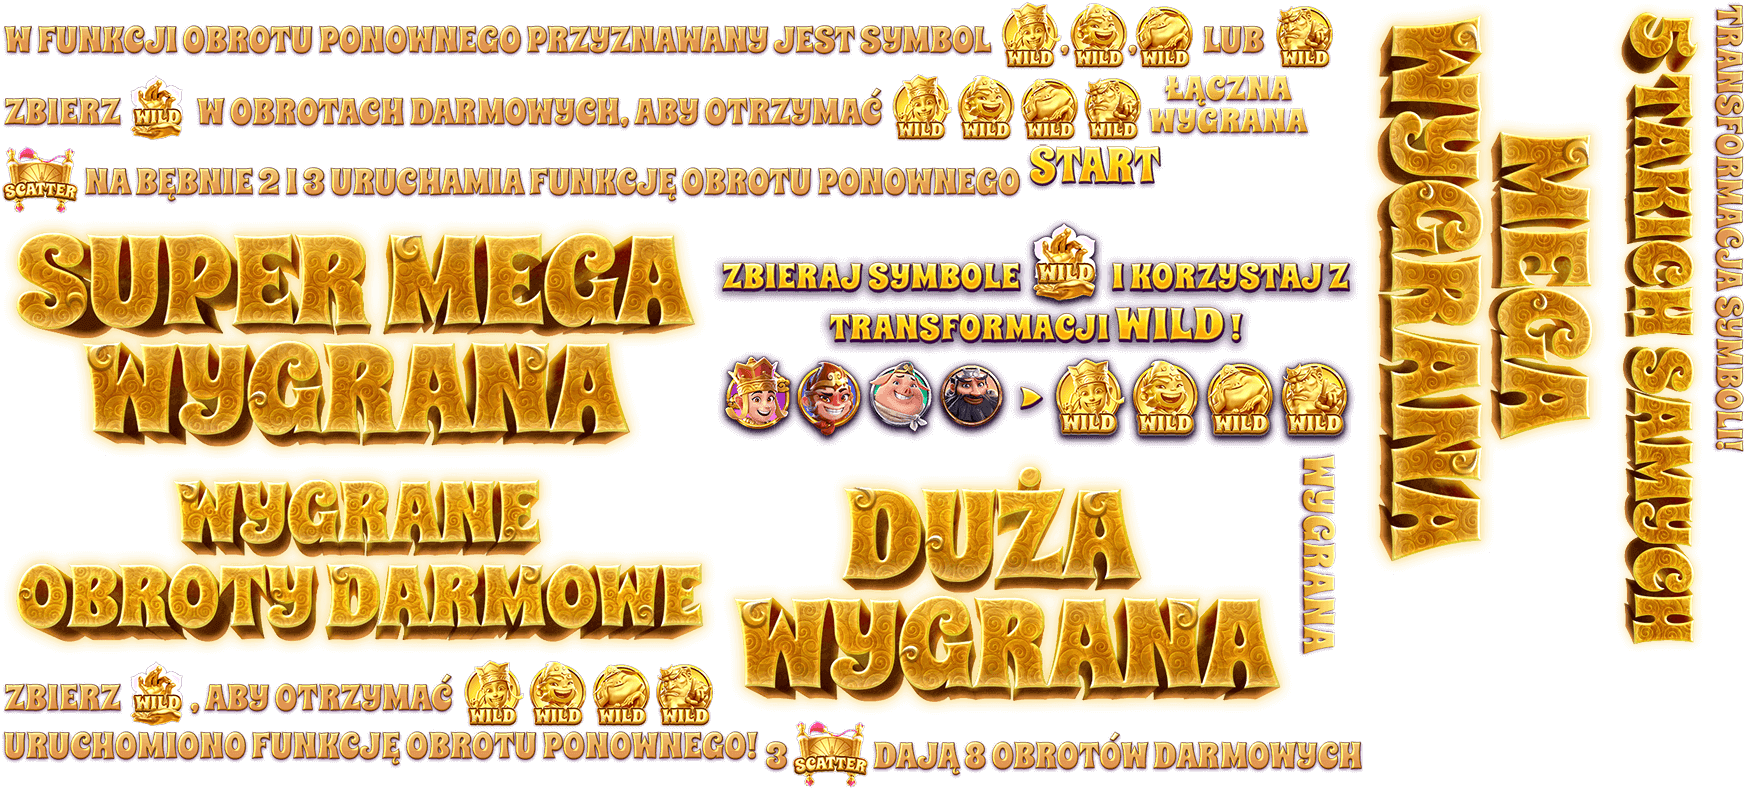 W FUNKCJI OBROTU PONOWNEGO PRZYZNAWANY JEST SYMBOL WILD, WILD, WILD LUB WILD
ZBIERZ WILD W OBROTACH DARMOWYCH, ABY OTRZYMAĆ WILD WILD WILD WILD
ŁĄCZNA
WYGRANA
SCATTER NA BĘBNIE 2 I 3 URUCHAMIA FUNKCJĘ OBROTU PONOWNEGO
START
SUPER MEGA
WYGRANA
ZBIERAJ SYMBOLE WILD I KORZYSTAJ Z
TRANSFORMACJI WILD !
WILD WILD WILD WILD
WYGRANE
OBROTY DARMOWE
DUŻA
WYGRANA
WYGRANA
ZBIERZ WILD , ABY OTRZYMAĆ WILD WILD WILD WILD
URUCHOMIONO FUNKCJĘ OBROTU PONOWNEGO!
3 SCATTER DAJĄ 8 OBROTÓW DARMOWYCH
MEGA
WYGRANA
5 TAKICH SAMYCH
TRANSFORMACJA SYMBOLI!